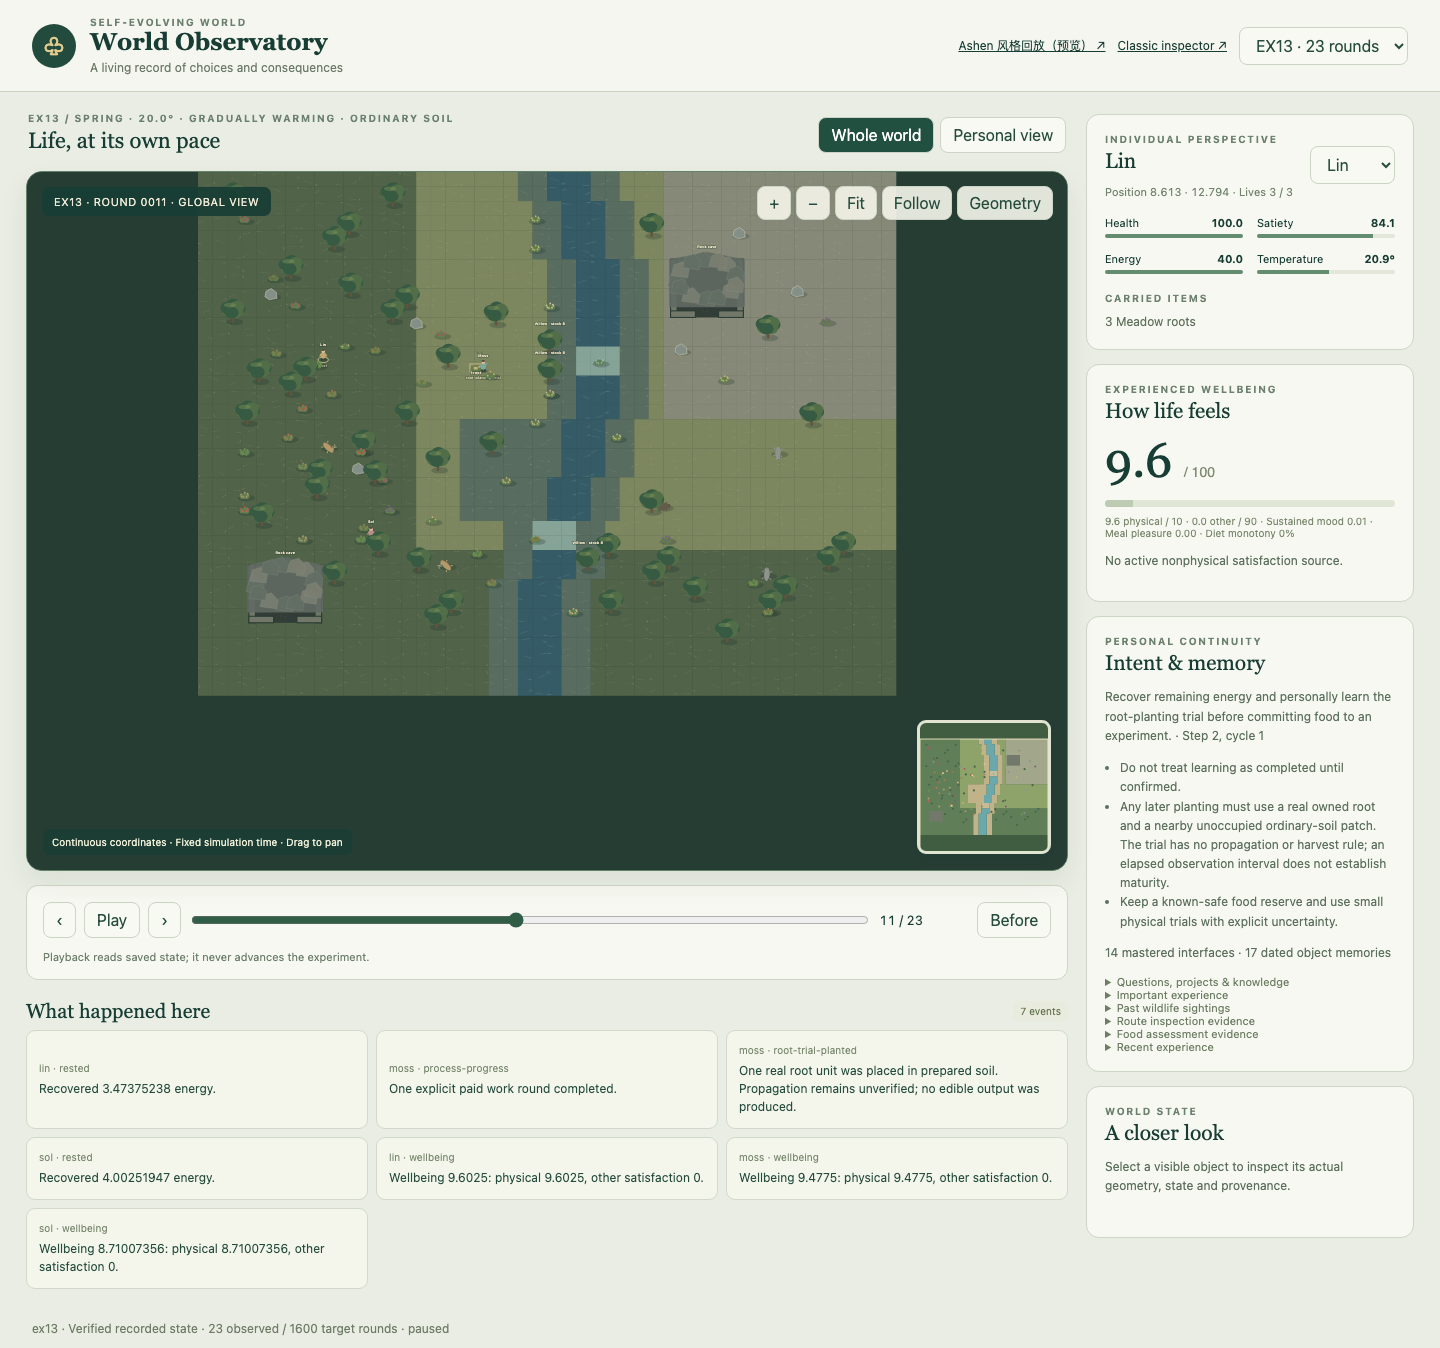 SELF-EVOLVING WORLD
World Observatory
A living record of choices and consequences
Ashen 风格回放（预览） ↗
Classic inspector ↗
EX13 · 23 rounds
EX13 / SPRING · 20.0° · GRADUALLY WARMING · ORDINARY SOIL
Life, at its own pace
Whole world
Personal view
EX13 · ROUND 0011 · GLOBAL VIEW
+
−
Fit
Follow
Geometry
Rock cave
Lin
Moss
Sol
Rock cave
Continuous coordinates · Fixed simulation time · Drag to pan
‹
Play
›
11 / 23
Before
Playback reads saved state; it never advances the experiment.
What happened here
7 events
lin · rested
Recovered 3.47375238 energy.
moss · process-progress
One explicit paid work round completed.
moss · root-trial-planted
One real root unit was placed in prepared soil.
Propagation remains unverified; no edible output was
produced.
sol · rested
Recovered 4.00251947 energy.
lin · wellbeing
Wellbeing 9.6025: physical 9.6025, other satisfaction 0.
moss · wellbeing
Wellbeing 9.4775: physical 9.4775, other satisfaction 0.
sol · wellbeing
Wellbeing 8.71007356: physical 8.71007356, other
satisfaction 0.
ex13 · Verified recorded state · 23 observed / 1600 target rounds · paused
INDIVIDUAL PERSPECTIVE
Lin
Lin
Position 8.613 · 12.794 · Lives 3 / 3
Health 100.0
Satiety 84.1
Energy 40.0
Temperature 20.9°
CARRIED ITEMS
3 Meadow roots
EXPERIENCED WELLBEING
How life feels
9.6 / 100
9.6 physical / 10 · 0.0 other / 90 · Sustained mood 0.01 ·
Meal pleasure 0.00 · Diet monotony 0%
No active nonphysical satisfaction source.
PERSONAL CONTINUITY
Intent & memory
Recover remaining energy and personally learn the
root-planting trial before committing food to an
experiment. · Step 2, cycle 1
• Do not treat learning as completed until
confirmed.
• Any later planting must use a real owned root
and a nearby unoccupied ordinary-soil patch.
The trial has no propagation or harvest rule; an
elapsed observation interval does not establish
maturity.
• Keep a known-safe food reserve and use small
physical trials with explicit uncertainty.
14 mastered interfaces · 17 dated object memories
▶ Questions, projects & knowledge
▶ Important experience
▶ Past wildlife sightings
▶ Route inspection evidence
▶ Food assessment evidence
▶ Recent experience
WORLD STATE
A closer look
Select a visible object to inspect its actual
geometry, state and provenance.